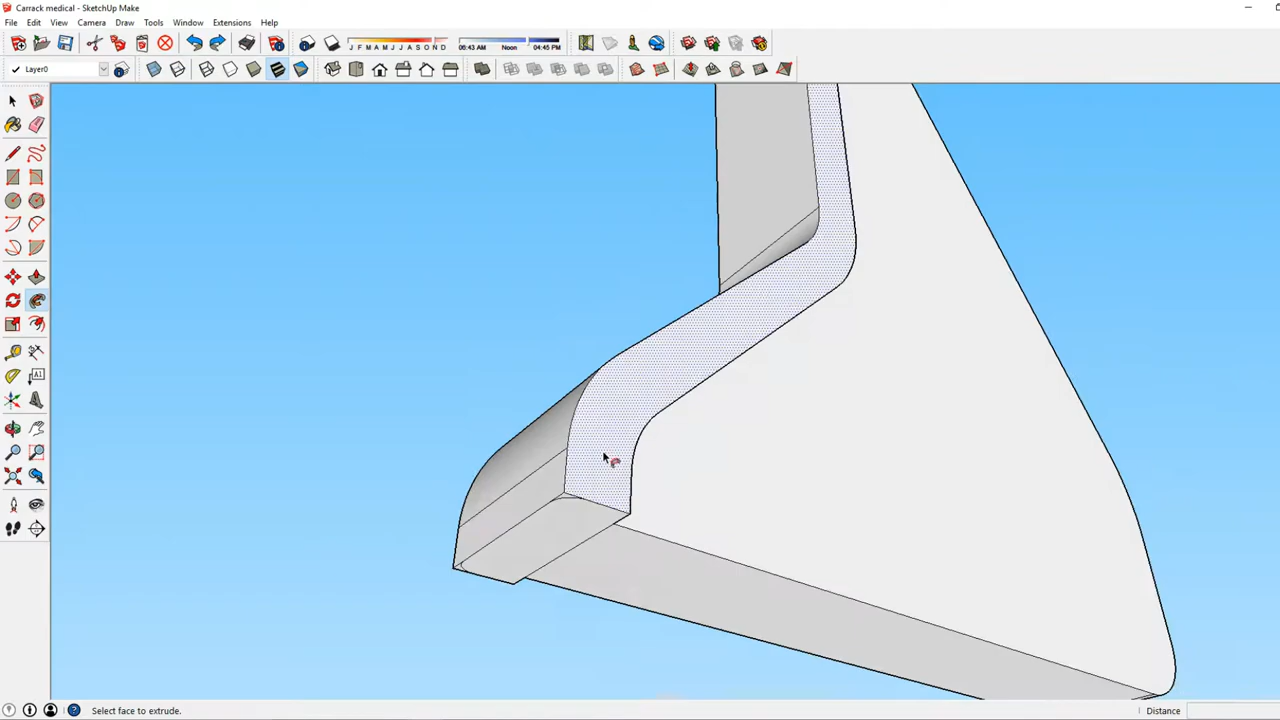 Carrack medical - SketchUp Make
File Edit View Camera Draw Tools Window Extensions Help
J F M A M J J A S O N D 06:43 AM Noon 04:45 PM
Layer0
A1
Select face to extrude. Distance